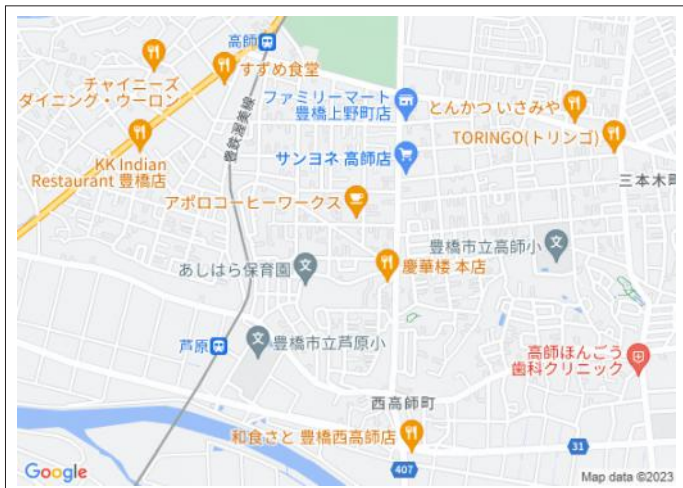 高師
すずめ食堂
チャイニーズ
ダイニング・ウーロン
ファミリーマート
豊橋上野町店
とんかつ いさみや
TORINGO(トリンゴ)
豊鉄渥美線
サンヨネ 高師店
KK Indian
Restaurant 豊橋店
三本木町
アポロコーヒーワークス
豊橋市立高師小
あしはら保育園
慶華楼 本店
芦原
豊橋市立芦原小
高師ほんごう
歯科クリニック
西高師町
和食さと 豊橋西高師店
31
407
Google
Map data ©2023